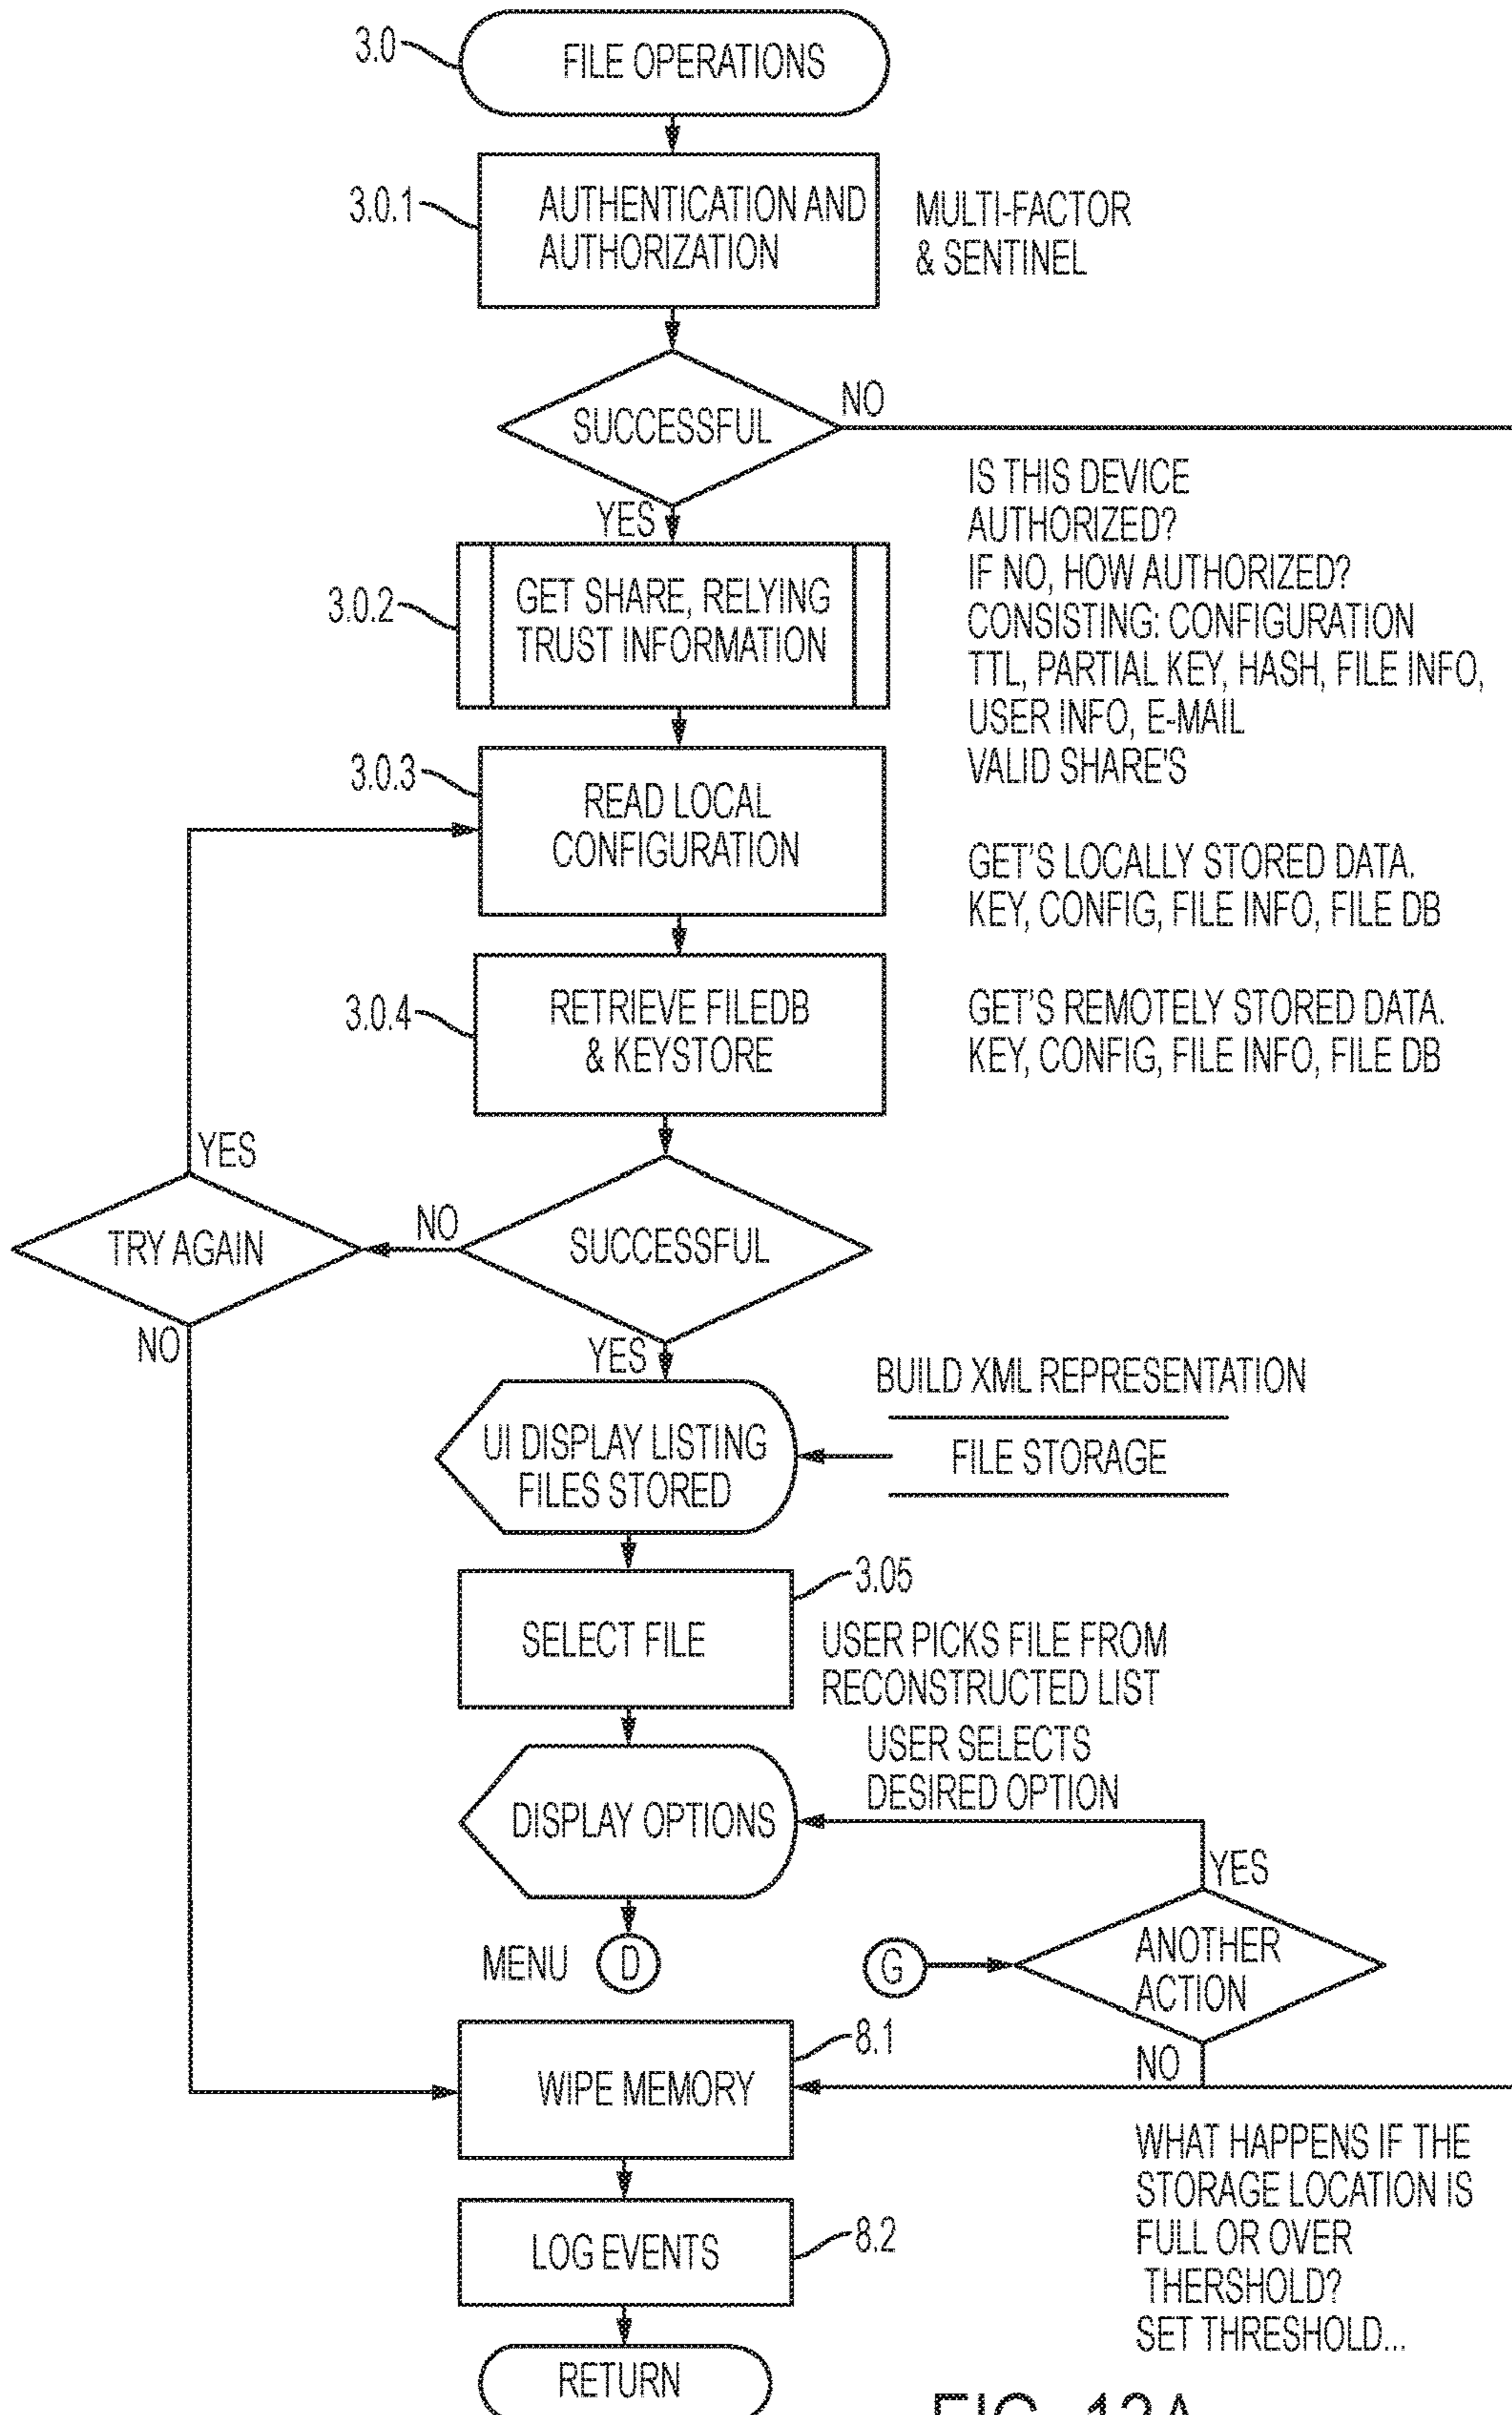 3.0
FILE OPERATIONS
3.0.1
AUTHENTICATION AND
AUTHORIZATION
MULTI-FACTOR
& SENTINEL
SUCCESSFUL
NO
YES
IS THIS DEVICE
AUTHORIZED?
IF NO, HOW AUTHORIZED?
CONSISTING: CONFIGURATION
TTL, PARTIAL KEY, HASH, FILE INFO,
USER INFO, E-MAIL
VALID SHARE'S
3.0.2
GET SHARE, RELYING
TRUST INFORMATION
3.0.3
READ LOCAL
CONFIGURATION
GET'S LOCALLY STORED DATA.
KEY, CONFIG, FILE INFO, FILE DB
3.0.4
RETRIEVE FILEDB
& KEYSTORE
GET'S REMOTELY STORED DATA.
KEY, CONFIG, FILE INFO, FILE DB
YES
TRY AGAIN
NO
SUCCESSFUL
NO
YES
UI DISPLAY LISTING
FILES STORED
BUILD XML REPRESENTATION
FILE STORAGE
SELECT FILE
3.05
USER PICKS FILE FROM
RECONSTRUCTED LIST
USER SELECTS
DESIRED OPTION
DISPLAY OPTIONS
YES
MENU
D
G
ANOTHER
ACTION
NO
8.1
WIPE MEMORY
WHAT HAPPENS IF THE
STORAGE LOCATION IS
FULL OR OVER
THERSHOLD?
SET THRESHOLD...
LOG EVENTS
8.2
RETURN
FIG. 12A